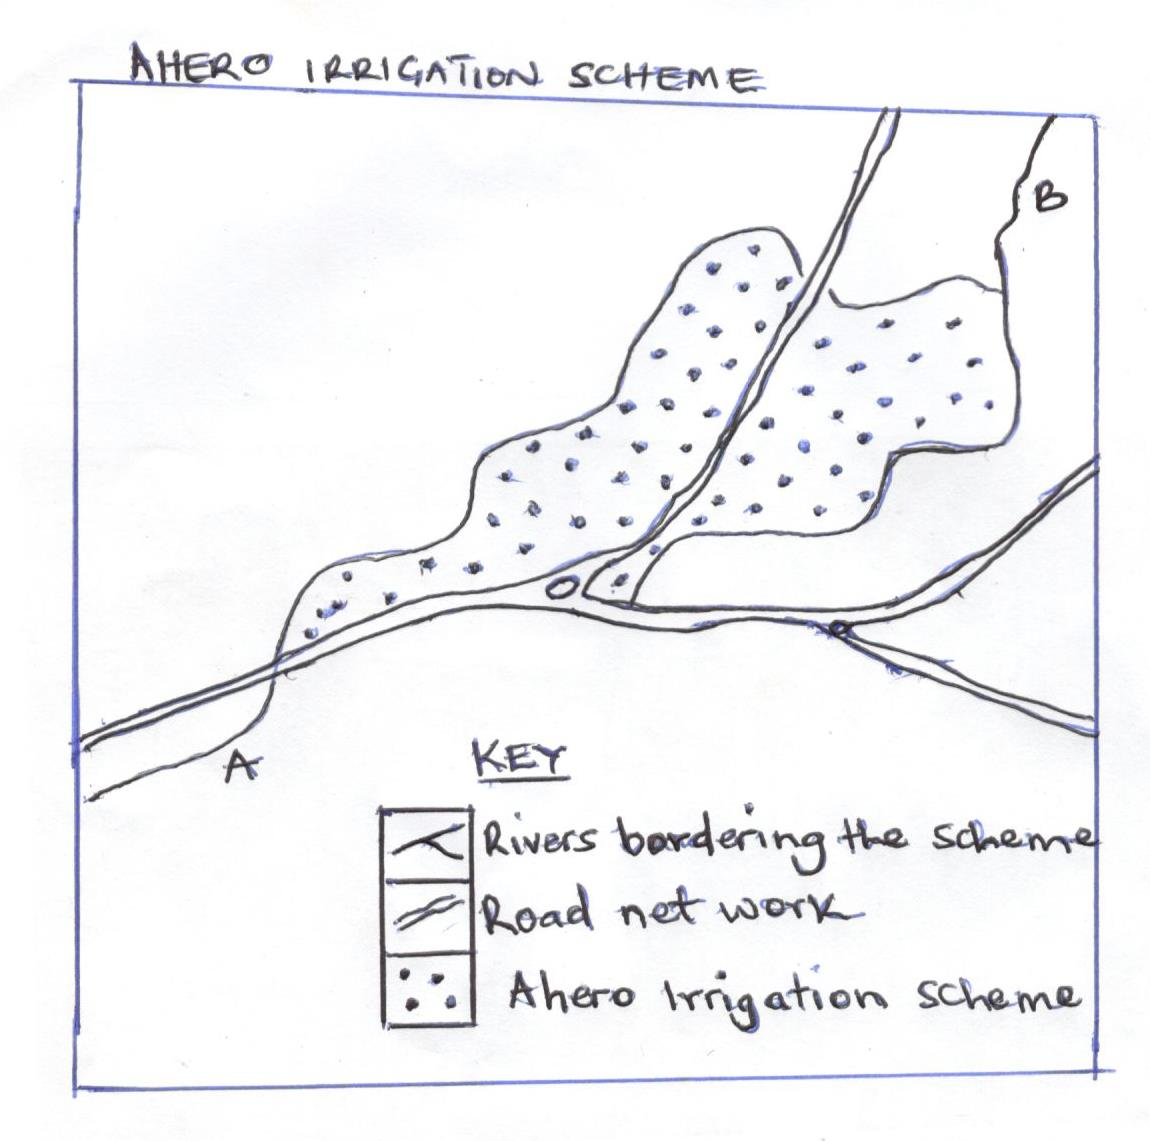 AHERO IRRIGATION SCHEME
B
A
KEY
Rivers bordering the scheme
Road net work
Ahero Irrigation scheme